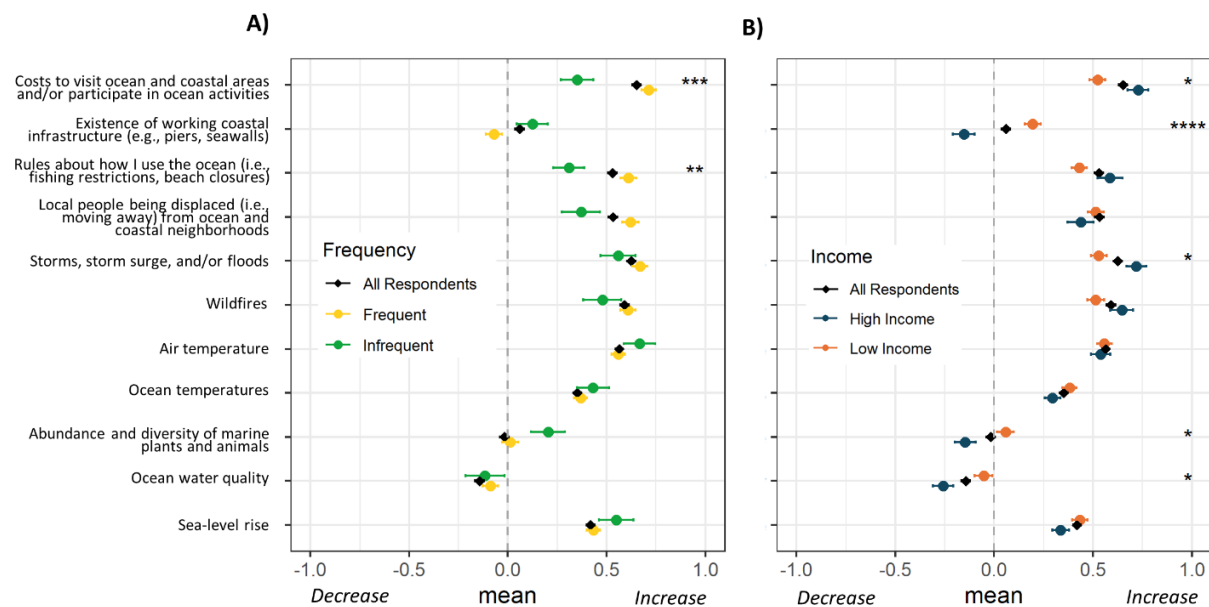 A)
B)
Costs to visit ocean and coastal areas
and/or participate in ocean activities
***
*
Existence of working coastal
infrastructure (e.g., piers, seawalls)
****
Rules about how I use the ocean (i.e.,
fishing restrictions, beach closures)
**
Local people being displaced (i.e.,
moving away) from ocean and
coastal neighborhoods
Storms, storm surge, and/or floods
*
Wildfires
Air temperature
Ocean temperatures
Abundance and diversity of marine
plants and animals
*
Ocean water quality
*
Sea-level rise
Frequency
All Respondents
Frequent
Infrequent
Income
All Respondents
High Income
Low Income
-1.0 -0.5 0.0 0.5 1.0
Decrease mean Increase
-1.0 -0.5 0.0 0.5 1.0
Decrease mean Increase